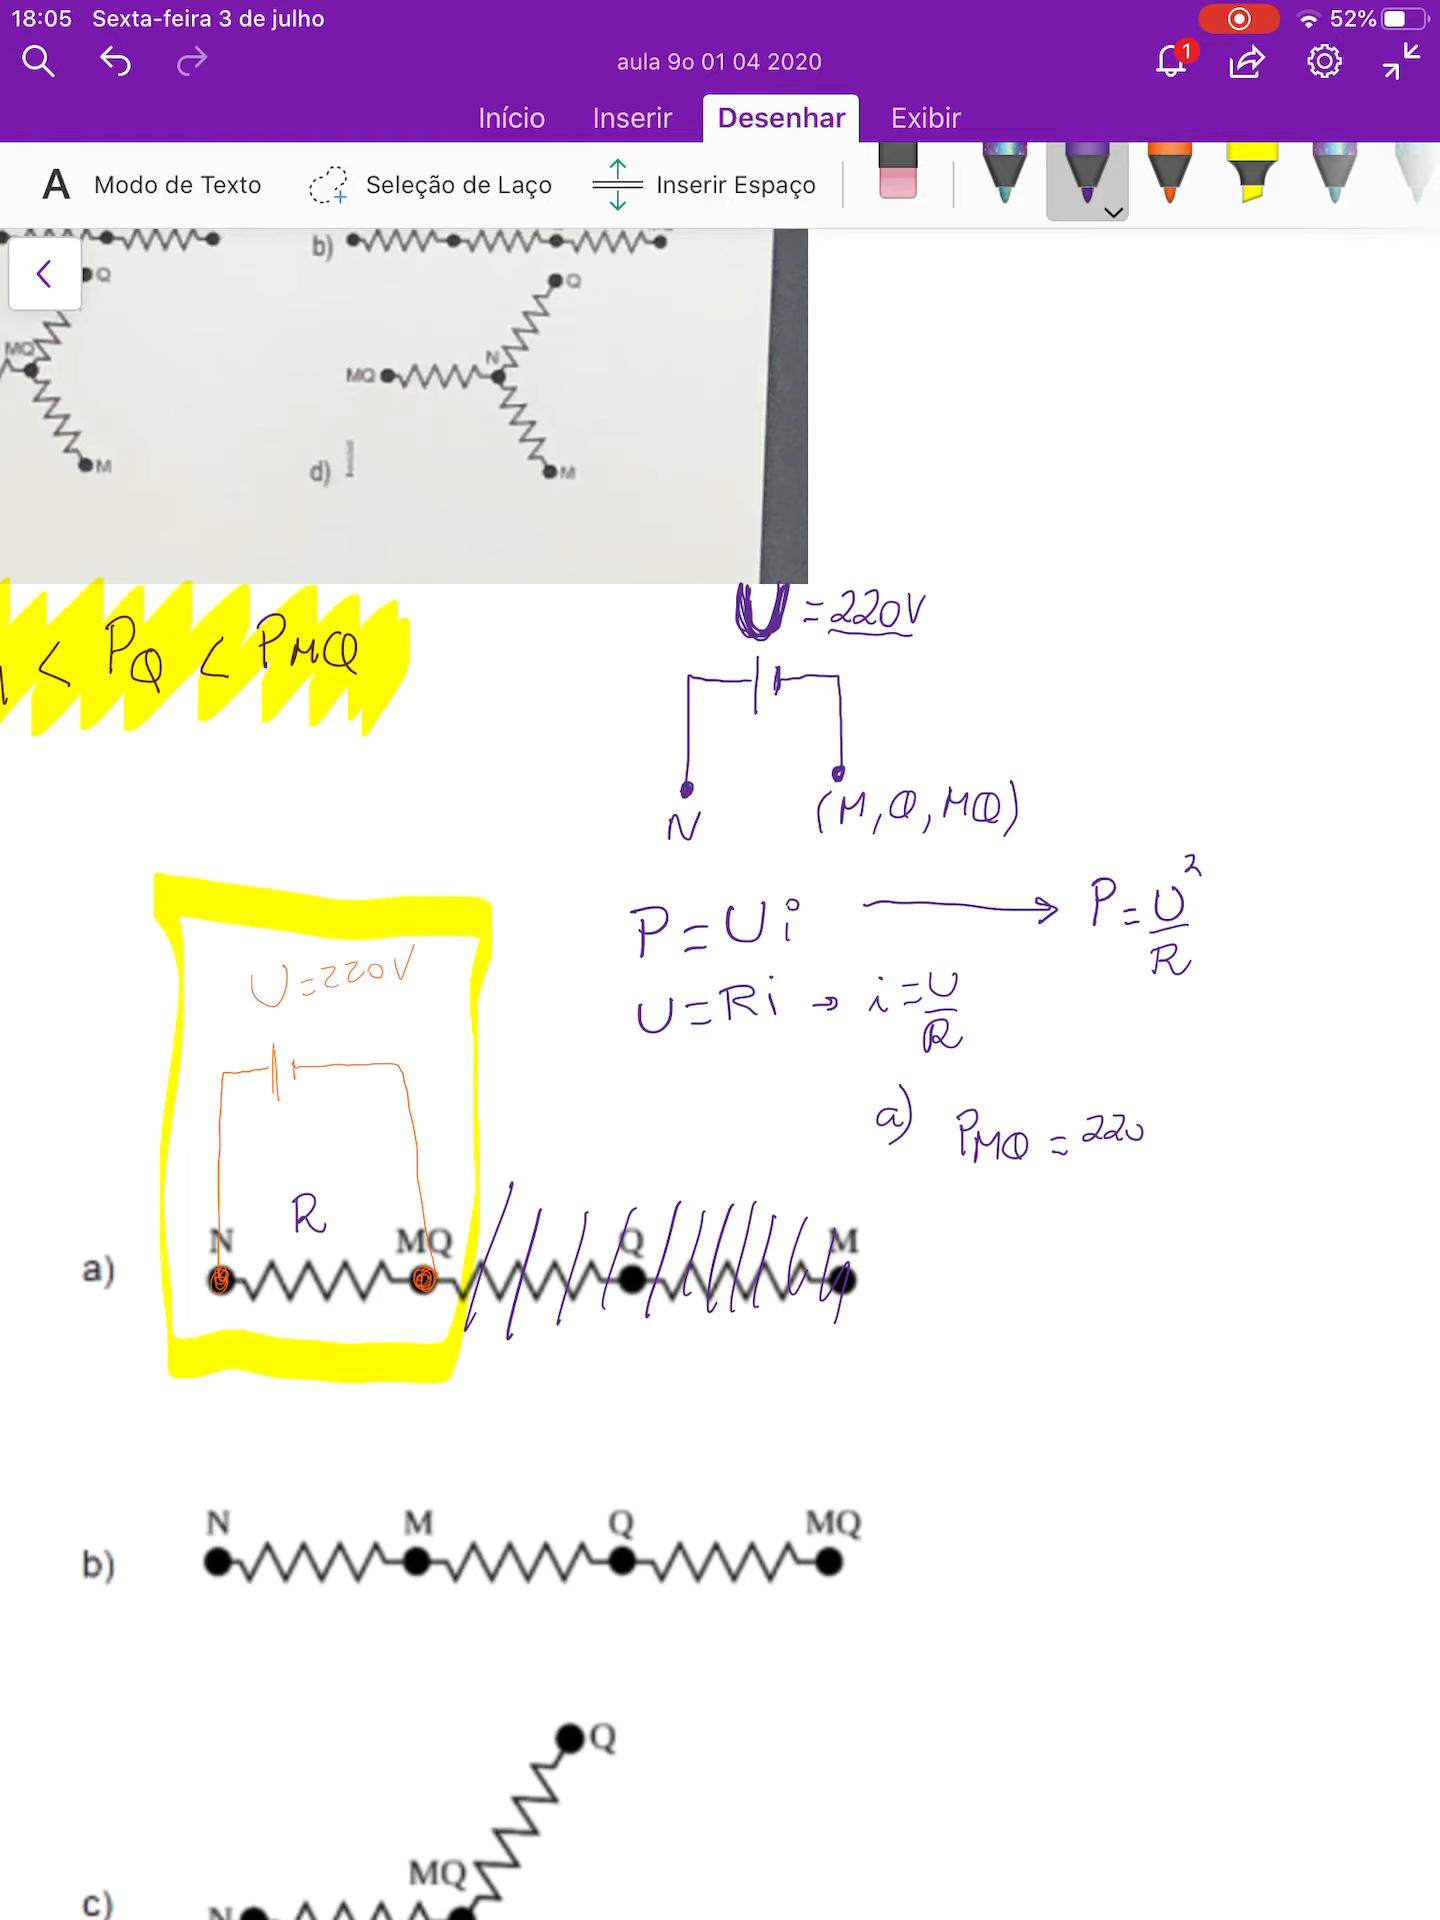 18:05 Sexta-feira 3 de julho
52%
aula 9o 01 04 2020
1
Início Inserir Desenhar Exibir
A Modo de Texto Seleção de Laço Inserir Espaço
b)
Q
Q
MQ
N
MQ
M
d)
M
U = 220V
< PQ < PMQ
N
(M, Q, MQ)
P = Ui → P = U²/R
U = 220V
U = Ri → i = U/R
a) PMQ = 220
R
a) N MQ Q M
b) N M Q MQ
Q
MQ
c) N